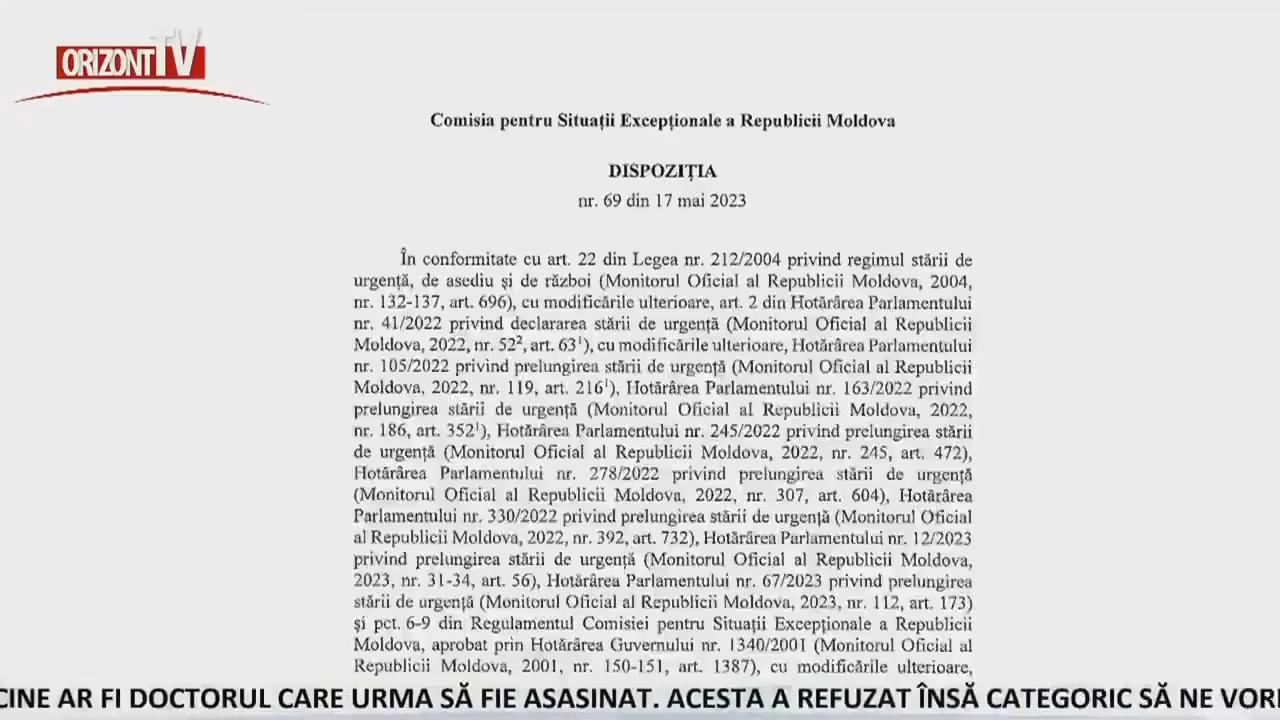 ORIZONT TV
Comisia pentru Situații Excepționale a Republicii Moldova
DISPOZIȚIA
nr. 69 din 17 mai 2023
În conformitate cu art. 22 din Legea nr. 212/2004 privind regimul stării de
urgență, de asediu și de război (Monitorul Oficial al Republicii Moldova, 2004,
nr. 132-137, art. 696), cu modificările ulterioare, art. 2 din Hotărârea Parlamentului
nr. 41/2022 privind declararea stării de urgență (Monitorul Oficial al Republicii
Moldova, 2022, nr. 52², art. 63¹), cu modificările ulterioare, Hotărârea Parlamentului
nr. 105/2022 privind prelungirea stării de urgență (Monitorul Oficial al Republicii
Moldova, 2022, nr. 119, art. 216¹), Hotărârea Parlamentului nr. 163/2022 privind
prelungirea stării de urgență (Monitorul Oficial al Republicii Moldova, 2022,
nr. 186, art. 352¹), Hotărârea Parlamentului nr. 245/2022 privind prelungirea stării
de urgență (Monitorul Oficial al Republicii Moldova, 2022, nr. 245, art. 472),
Hotărârea Parlamentului nr. 278/2022 privind prelungirea stării de urgență
(Monitorul Oficial al Republicii Moldova, 2022, nr. 307, art. 604), Hotărârea
Parlamentului nr. 330/2022 privind prelungirea stării de urgență (Monitorul Oficial
al Republicii Moldova, 2022, nr. 392, art. 732), Hotărârea Parlamentului nr. 12/2023
privind prelungirea stării de urgență (Monitorul Oficial al Republicii Moldova,
2023, nr. 31-34, art. 56), Hotărârea Parlamentului nr. 67/2023 privind prelungirea
stării de urgență (Monitorul Oficial al Republicii Moldova, 2023, nr. 112, art. 173)
și pct. 6-9 din Regulamentul Comisiei pentru Situații Excepționale a Republicii
Moldova, aprobat prin Hotărârea Guvernului nr. 1340/2001 (Monitorul Oficial al
Republicii Moldova, 2001, nr. 150-151, art. 1387), cu modificările ulterioare,
CINE AR FI DOCTORUL CARE URMA SĂ FIE ASASINAT. ACESTA A REFUZAT ÎNSĂ CATEGORIC SĂ NE VOR